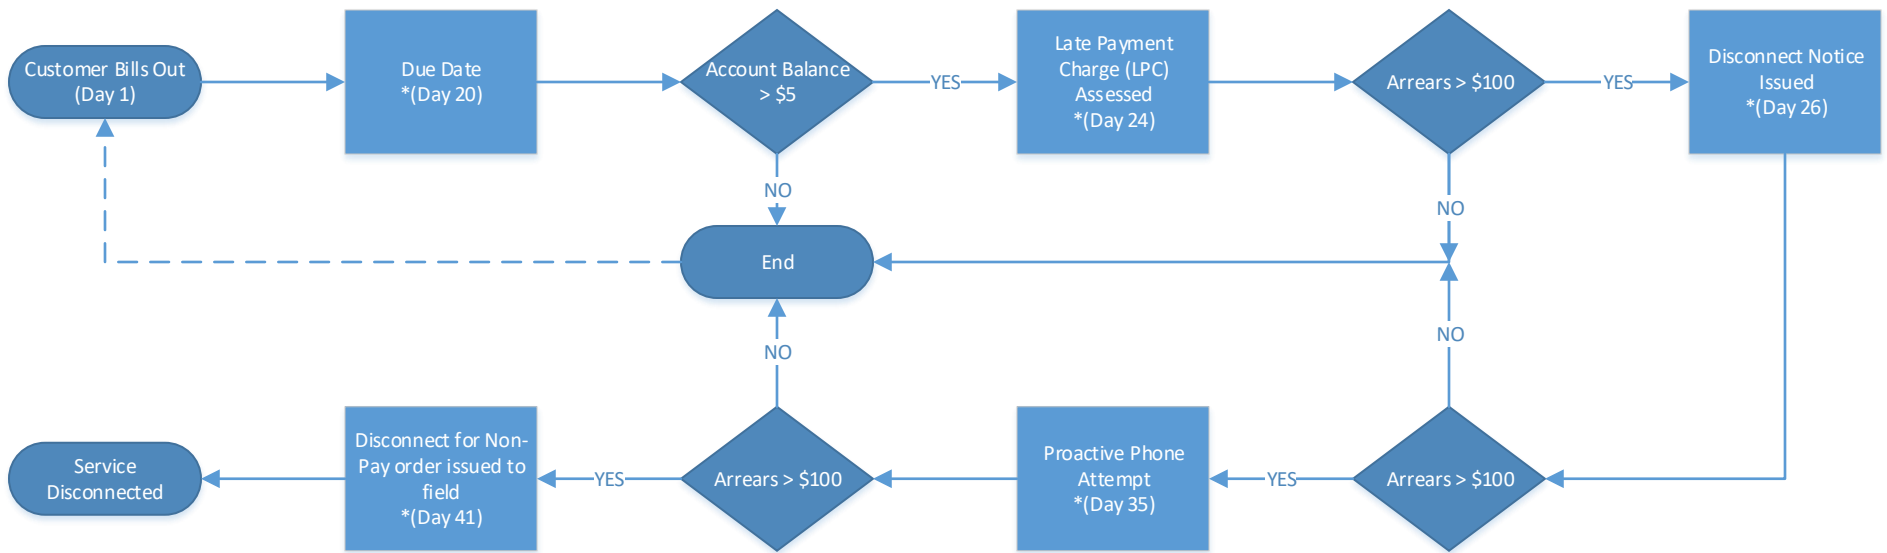 Customer Bills Out
(Day 1)
Due Date
*(Day 20)
Account Balance
> $5
YES
Late Payment
Charge (LPC)
Assessed
*(Day 24)
Arrears > $100
YES
Disconnect Notice
Issued
*(Day 26)
NO
NO
End
NO
NO
Service
Disconnected
Disconnect for Non-
Pay order issued to
field
*(Day 41)
YES
Arrears > $100
Proactive Phone
Attempt
*(Day 35)
YES
Arrears > $100